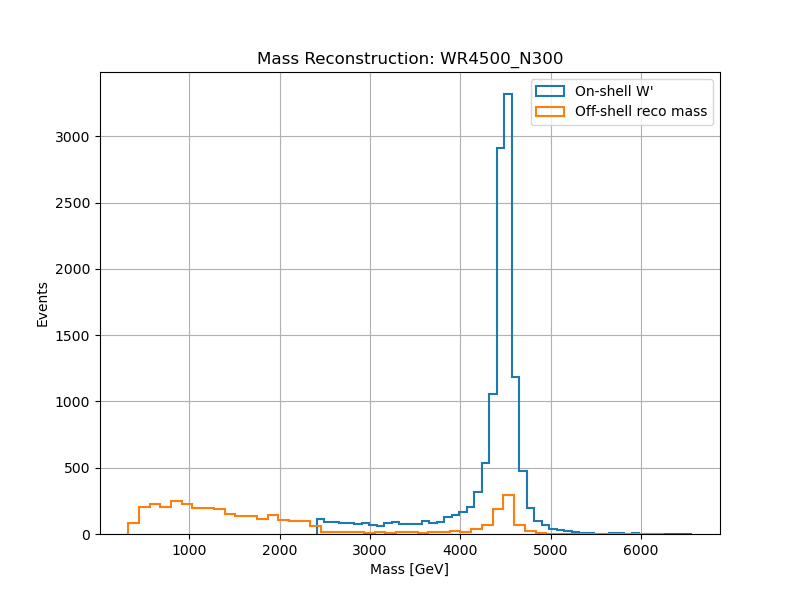 Mass Reconstruction: WR4500_N300
On-shell W'
Off-shell reco mass
3000
2500
2000
1500
1000
500
0
Events
1000 2000 3000 4000 5000 6000
Mass [GeV]